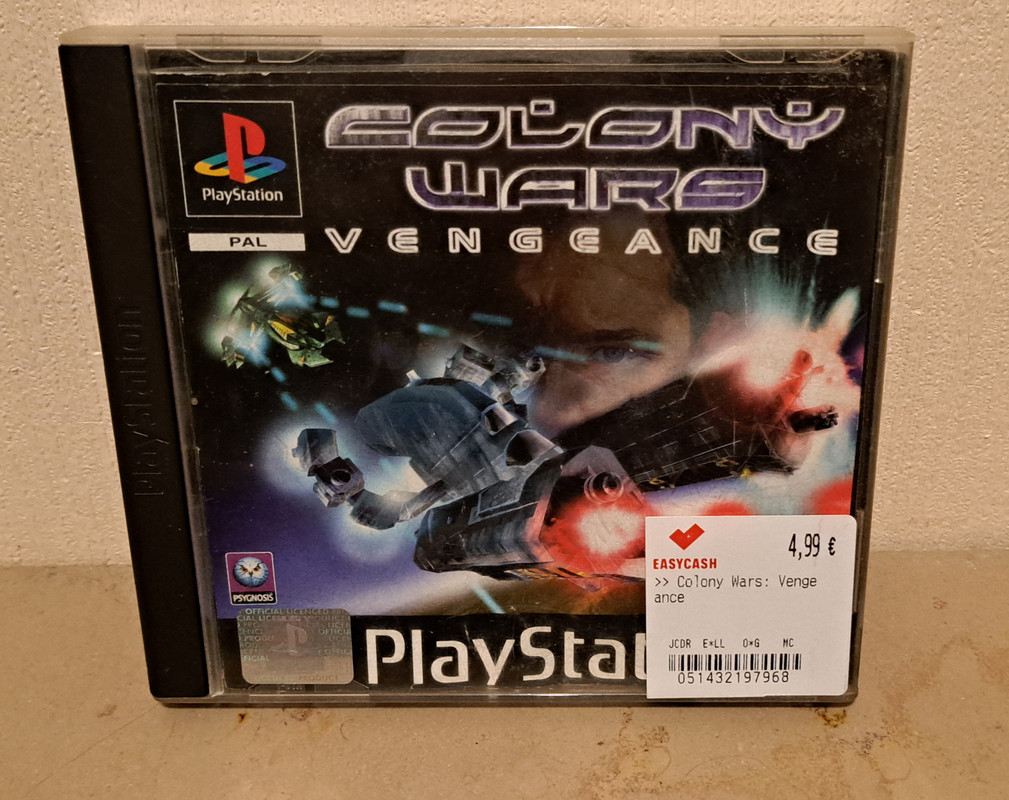 COLONY
WARS
VENGEANCE
PlayStation
PAL
PlayStation
PSYGNOSIS
PlayStat
EASYCASH
4,99 €
>> Colony Wars: Venge
ance
JCDR E*LL O*G MC
051432197968